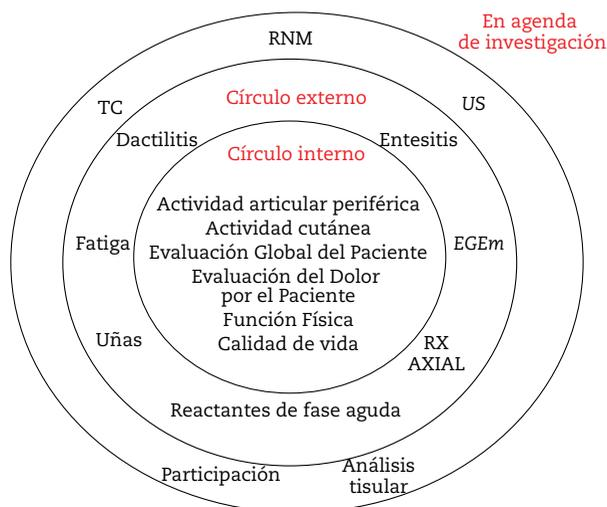 En agenda
de investigación
RNM
TC
US
Círculo externo
Dactilitis
Entesitis
Círculo interno
Actividad articular periférica
Actividad cutánea
Fatiga
Evaluación Global del Paciente
EGEm
Evaluación del Dolor
por el Paciente
Función Física
Uñas
Calidad de vida
RX
AXIAL
Reactantes de fase aguda
Participación
Análisis
tisular